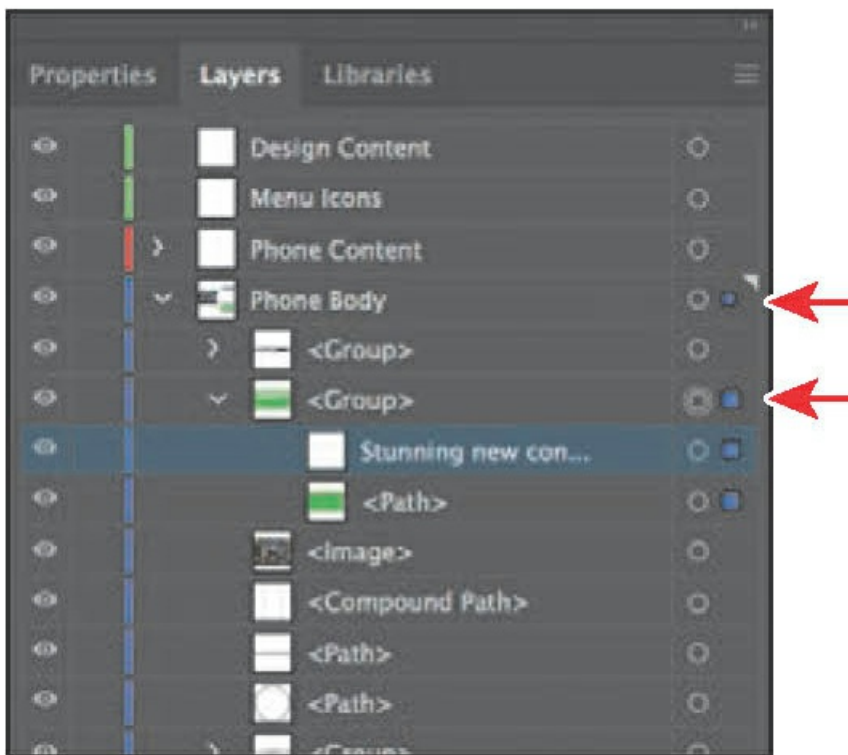 Properties Layers Libraries
Design Content
Menu Icons
Phone Content
Phone Body
<Group>
<Group>
Stunning new con...
<Path>
<Image>
<Compound Path>
<Path>
<Path>
<Group>